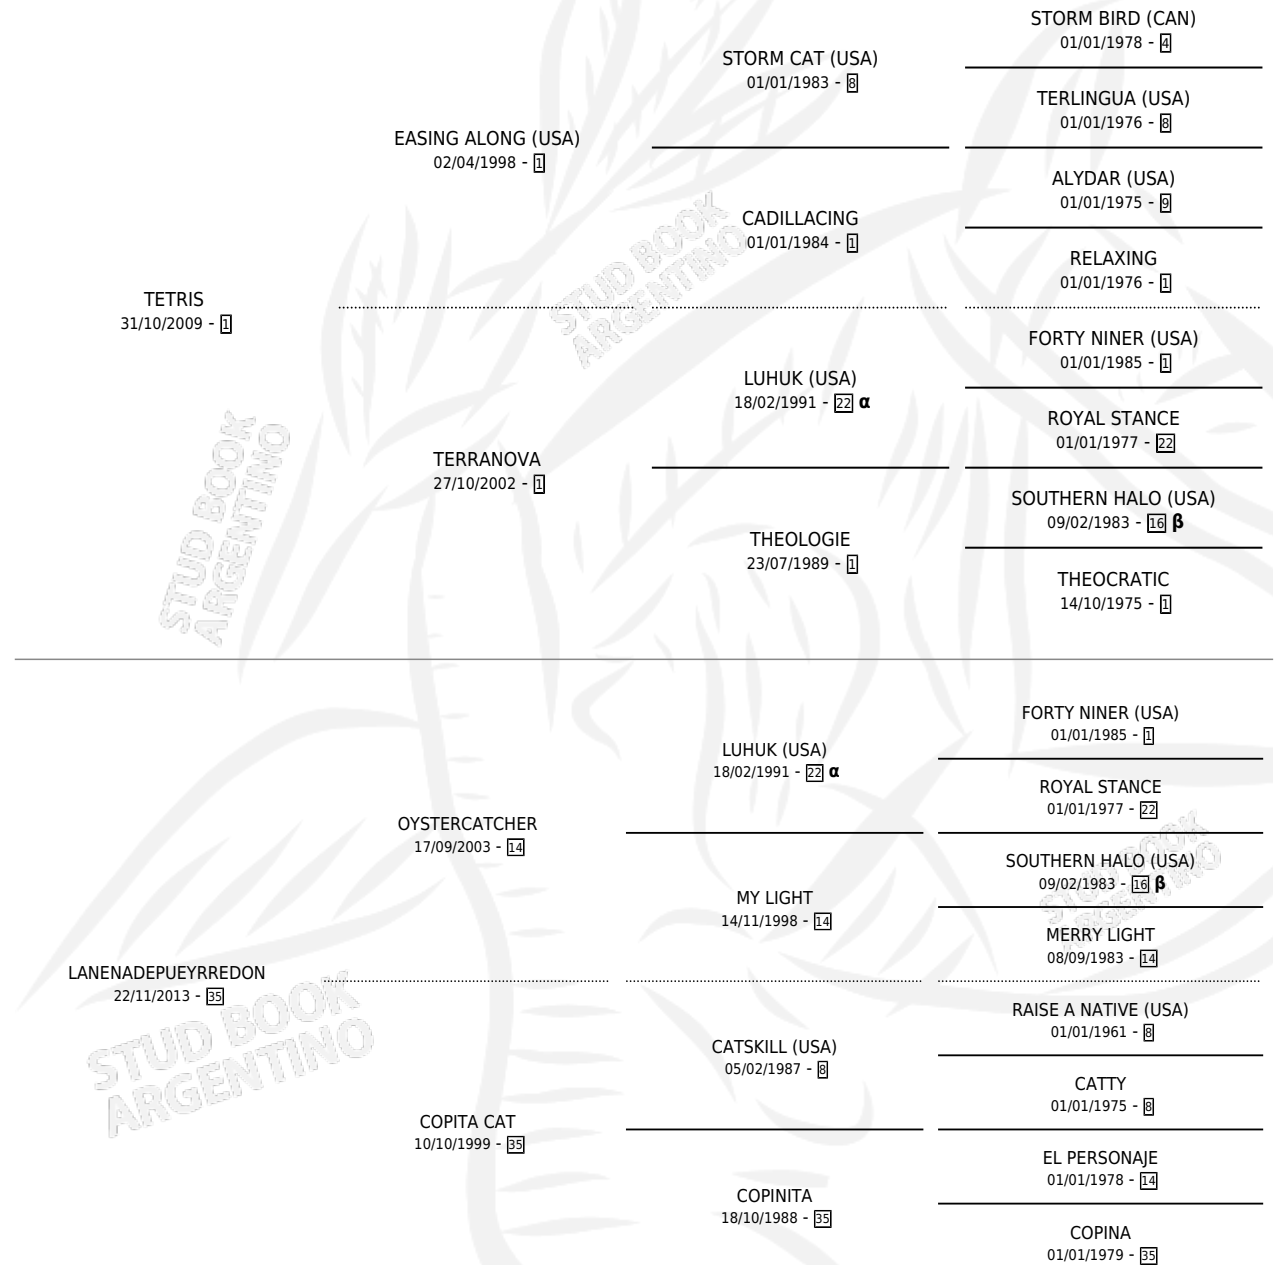 STORM BIRD (CAN)
01/01/1978 - 4
STORM CAT (USA)
01/01/1983 - 8
TERLINGUA (USA)
01/01/1976 - 8
EASING ALONG (USA)
02/04/1998 - 1
ALYDAR (USA)
01/01/1975 - 9
CADILLACING
01/01/1984 - 1
RELAXING
01/01/1976 - 1
TETRIS
31/10/2009 - 1
FORTY NINER (USA)
01/01/1985 - 1
LUHUK (USA)
18/02/1991 - 22 α
ROYAL STANCE
01/01/1977 - 22
TERRANOVA
27/10/2002 - 1
SOUTHERN HALO (USA)
09/02/1983 - 16 β
THEOLOGIE
23/07/1989 - 1
THEOCRATIC
14/10/1975 - 1
FORTY NINER (USA)
01/01/1985 - 1
LUHUK (USA)
18/02/1991 - 22 α
ROYAL STANCE
01/01/1977 - 22
OYSTERCATCHER
17/09/2003 - 14
SOUTHERN HALO (USA)
09/02/1983 - 16 β
MY LIGHT
14/11/1998 - 14
MERRY LIGHT
08/09/1983 - 14
LANENADEPUEYRREDON
22/11/2013 - 35
RAISE A NATIVE (USA)
01/01/1961 - 8
CATSKILL (USA)
05/02/1987 - 8
CATTY
01/01/1975 - 8
COPITA CAT
10/10/1999 - 35
EL PERSONAJE
01/01/1978 - 14
COPINITA
18/10/1988 - 35
COPINA
01/01/1979 - 35
STUD BOOK
ARGENTINO
STUD BOOK
ARGENTINO
STUD BOOK
ARGENTINO
STUD BOOK
ARGENTINO